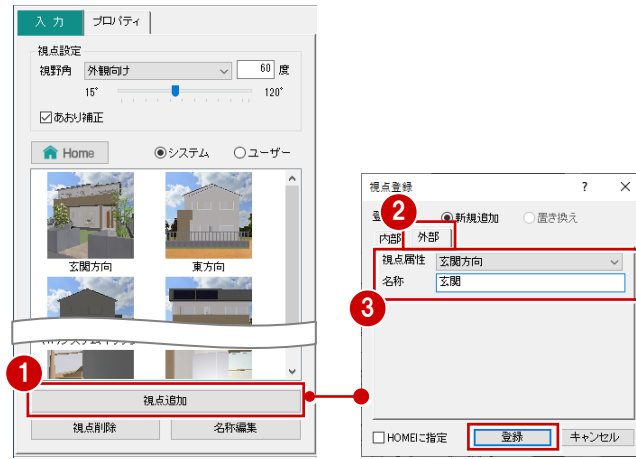 入 力
プロパティ
視点設定
視野角 外観向け 60 度
15° 120°
あおり補正
Home システム ユーザー
玄関方向 東方向
1
視点追加
視点削除 名称編集
視点登録 ? ×
2
新規追加 置き換え
内部 外部
視点属性 玄関方向
名称 玄関
3
HOMEに指定 登録 キャンセル